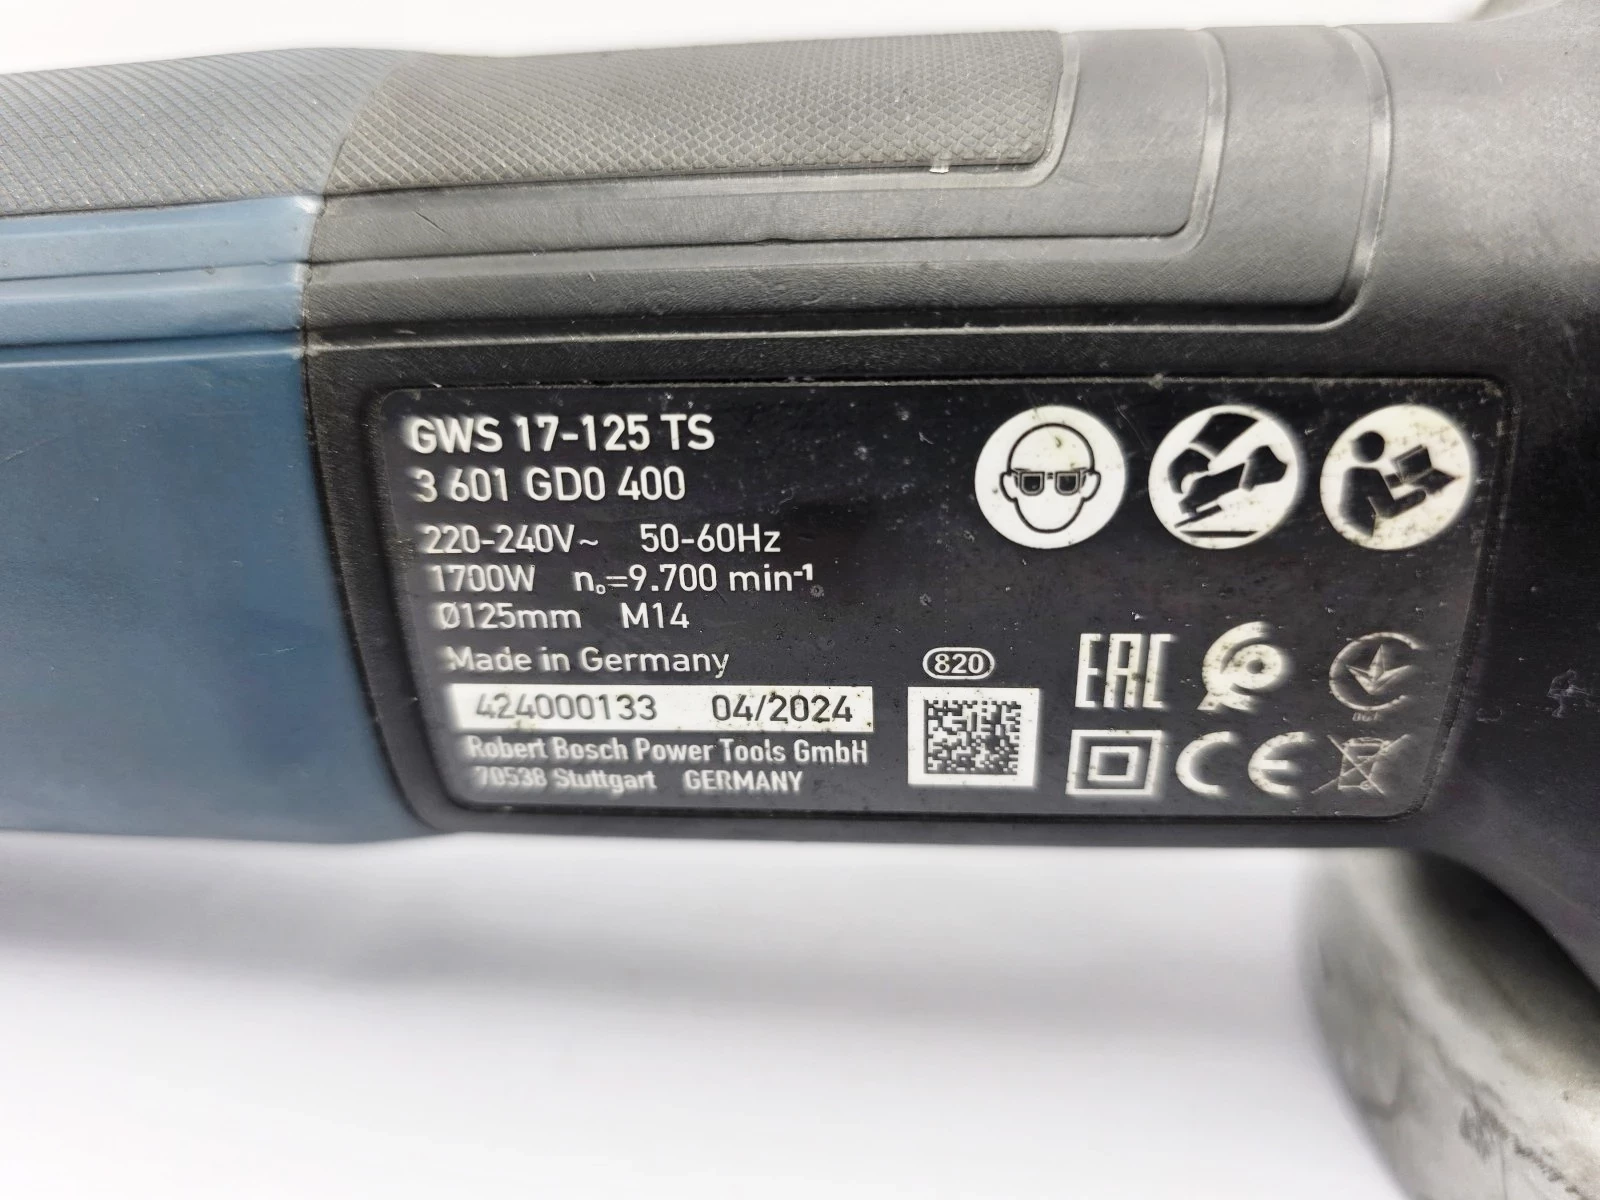 GWS 17-125 TS
3 601 GD0 400
220-240V~ 50-60Hz
1700W n₀=9.700 min⁻¹
Ø125mm M14
Made in Germany
424000133 04/2024
Robert Bosch Power Tools GmbH
70538 Stuttgart GERMANY
820
EAC
CE